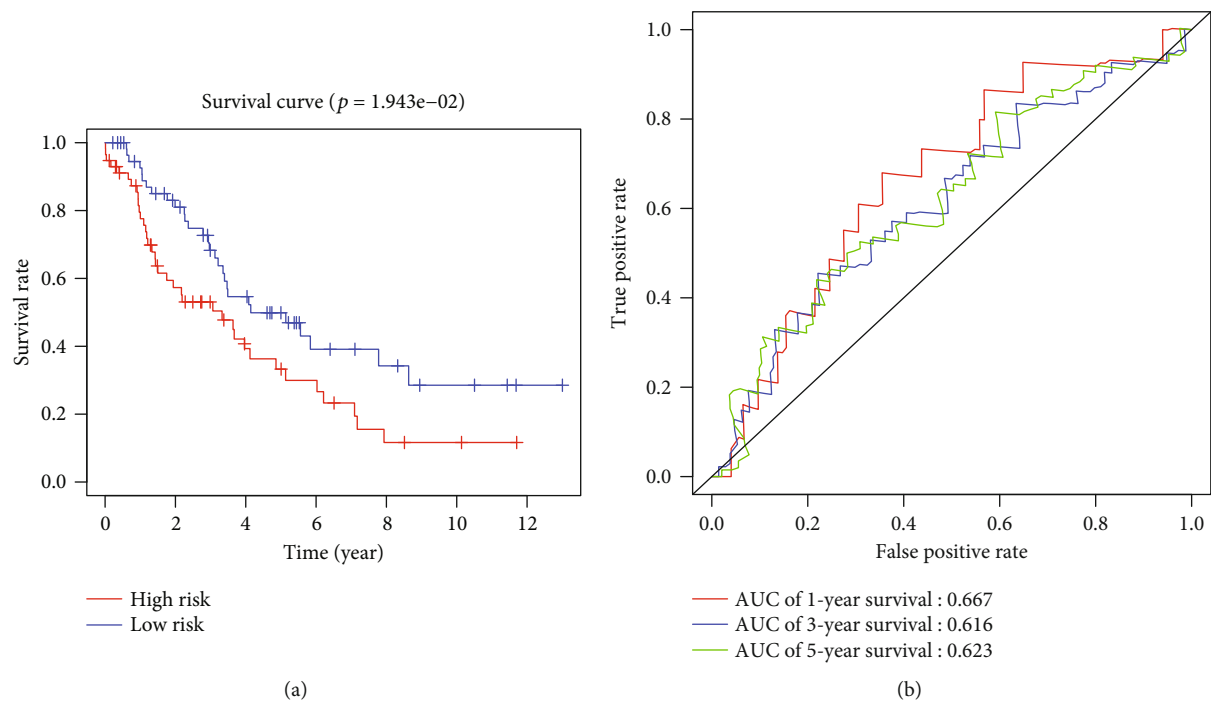 Survival curve (p = 1.943e−02)
Survival rate
1.0
0.8
0.6
0.4
0.2
0.0
0 2 4 6 8 10 12
Time (year)
High risk
Low risk
(a)
True positive rate
1.0
0.8
0.6
0.4
0.2
0.0
0.0 0.2 0.4 0.6 0.8 1.0
False positive rate
AUC of 1-year survival : 0.667
AUC of 3-year survival : 0.616
AUC of 5-year survival : 0.623
(b)